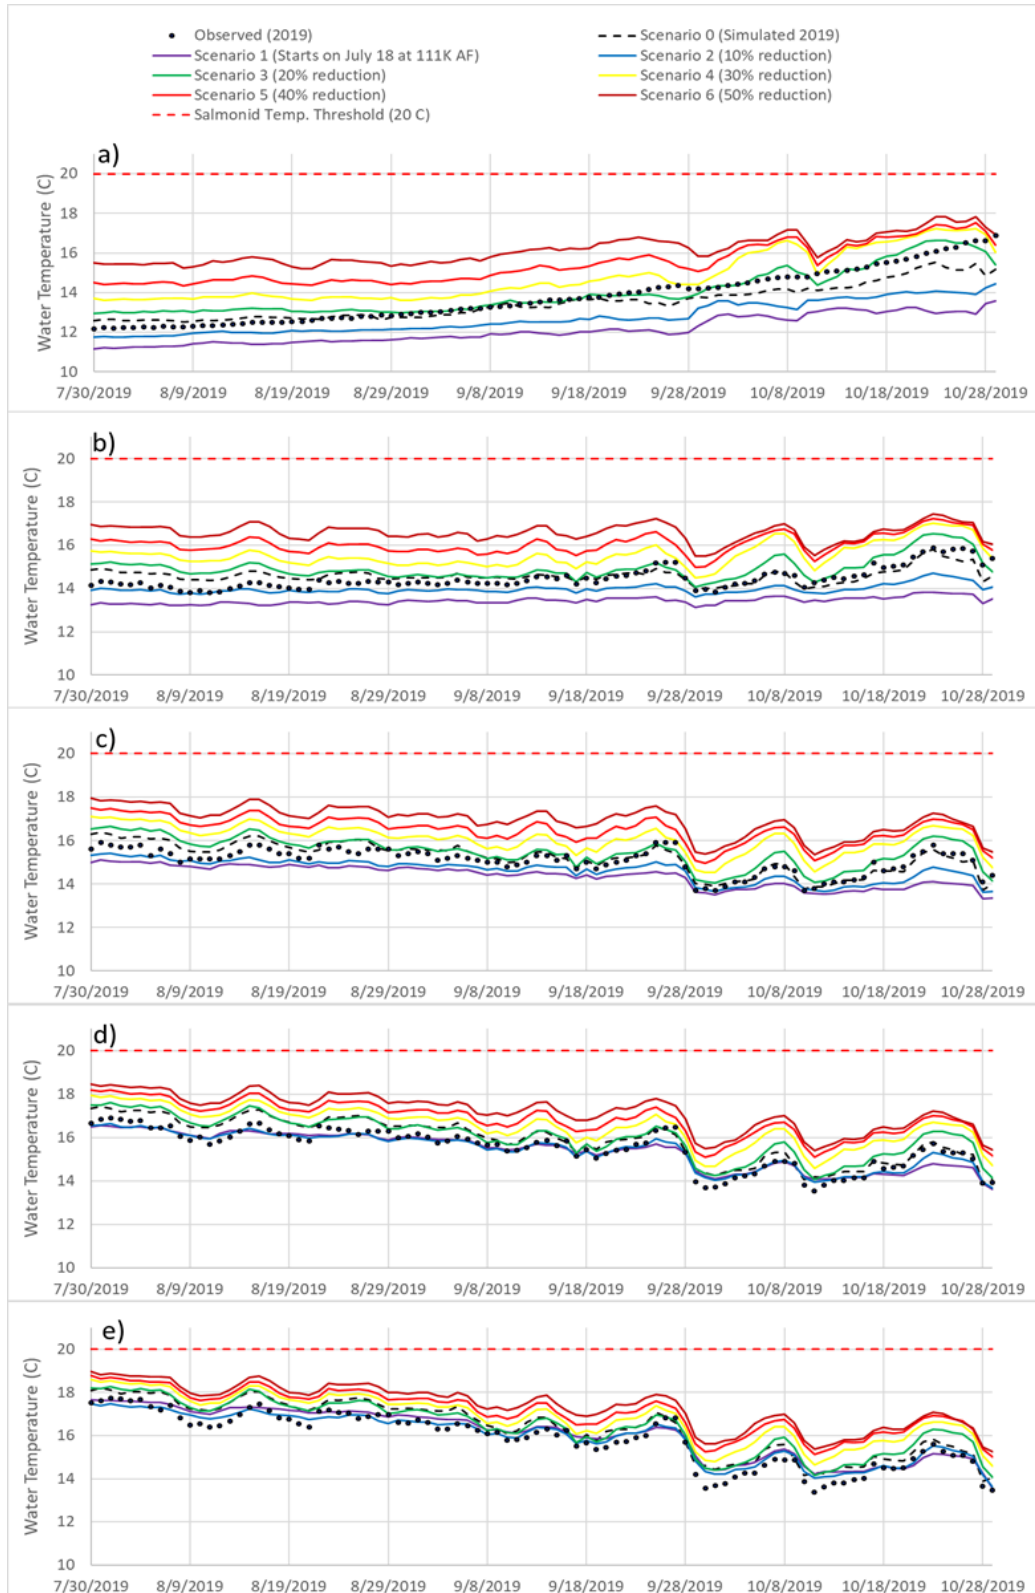 Observed (2019) Scenario 0 (Simulated 2019)
Scenario 1 (Starts on July 18 at 111K AF) Scenario 2 (10% reduction)
Scenario 3 (20% reduction) Scenario 4 (30% reduction)
Scenario 5 (40% reduction) Scenario 6 (50% reduction)
Salmonid Temp. Threshold (20 C)
a)
Water Temperature (C)
20
18
16
14
12
10
7/30/2019 8/9/2019 8/19/2019 8/29/2019 9/8/2019 9/18/2019 9/28/2019 10/8/2019 10/18/2019 10/28/2019
b)
Water Temperature (C)
20
18
16
14
12
10
7/30/2019 8/9/2019 8/19/2019 8/29/2019 9/8/2019 9/18/2019 9/28/2019 10/8/2019 10/18/2019 10/28/2019
c)
Water Temperature (C)
20
18
16
14
12
10
7/30/2019 8/9/2019 8/19/2019 8/29/2019 9/8/2019 9/18/2019 9/28/2019 10/8/2019 10/18/2019 10/28/2019
d)
Water Temperature (C)
20
18
16
14
12
10
7/30/2019 8/9/2019 8/19/2019 8/29/2019 9/8/2019 9/18/2019 9/28/2019 10/8/2019 10/18/2019 10/28/2019
e)
Water Temperature (C)
20
18
16
14
12
10
7/30/2019 8/9/2019 8/19/2019 8/29/2019 9/8/2019 9/18/2019 9/28/2019 10/8/2019 10/18/2019 10/28/2019